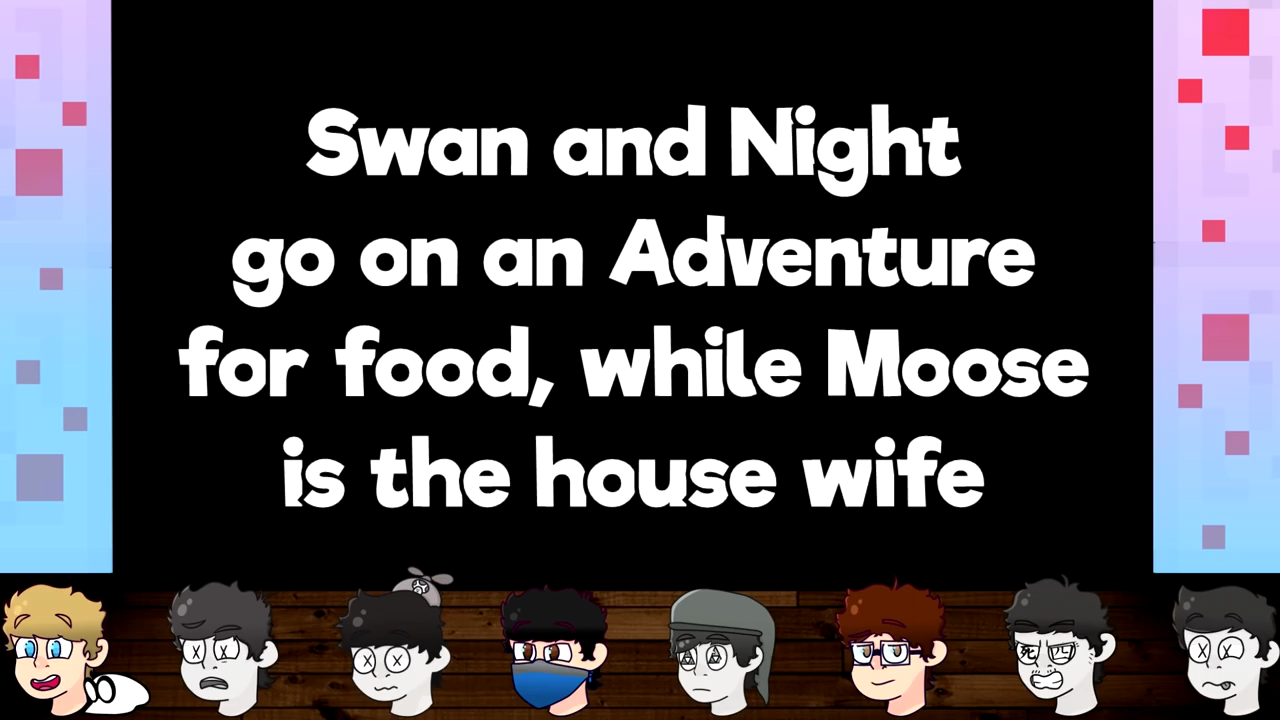 Swan and Night
go on an Adventure
for food, while Moose
is the house wife